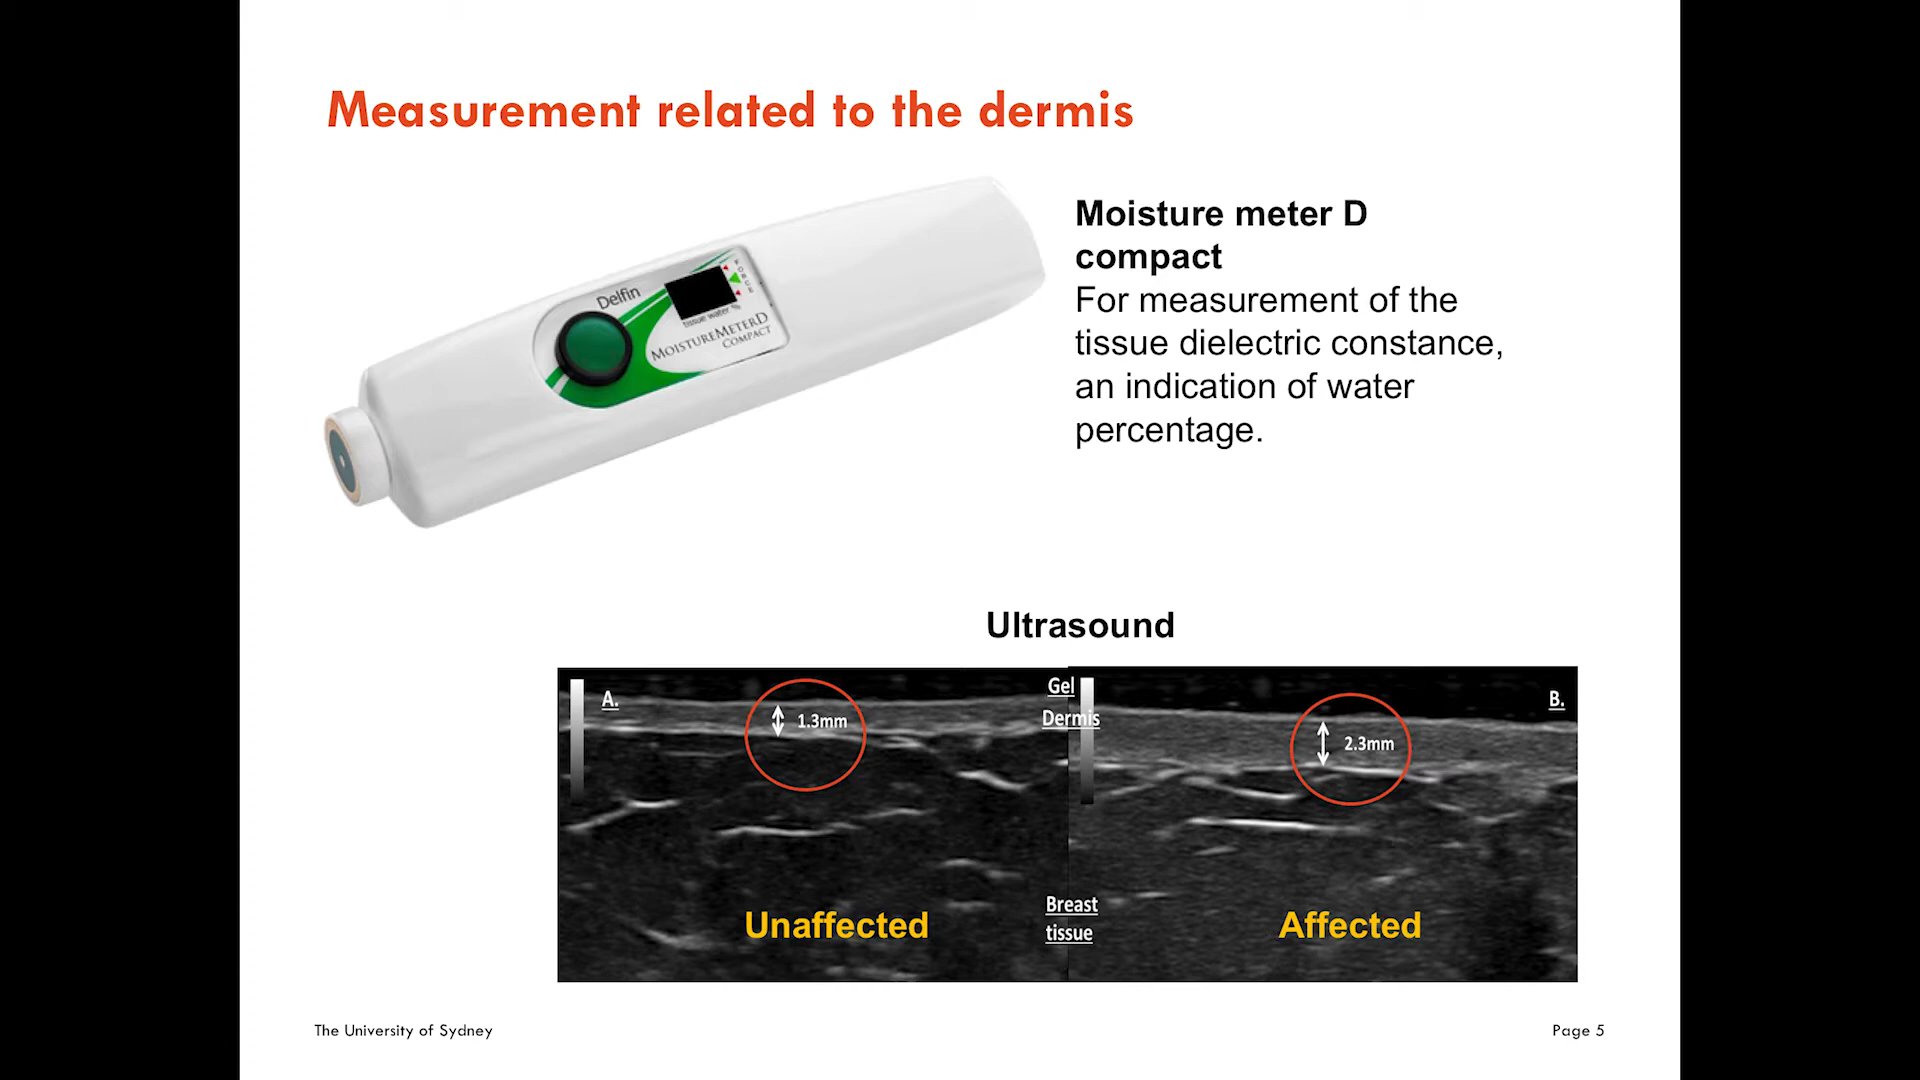 Measurement related to the dermis
Moisture meter D
compact
For measurement of the
tissue dielectric constance,
an indication of water
percentage.
Delfin
FORCE
tissue water %
MOISTUREMETERD
COMPACT
Ultrasound
A.
1.3mm
Gel
Dermis
B.
2.3mm
Breast
tissue
Unaffected
Affected
The University of Sydney
Page 5